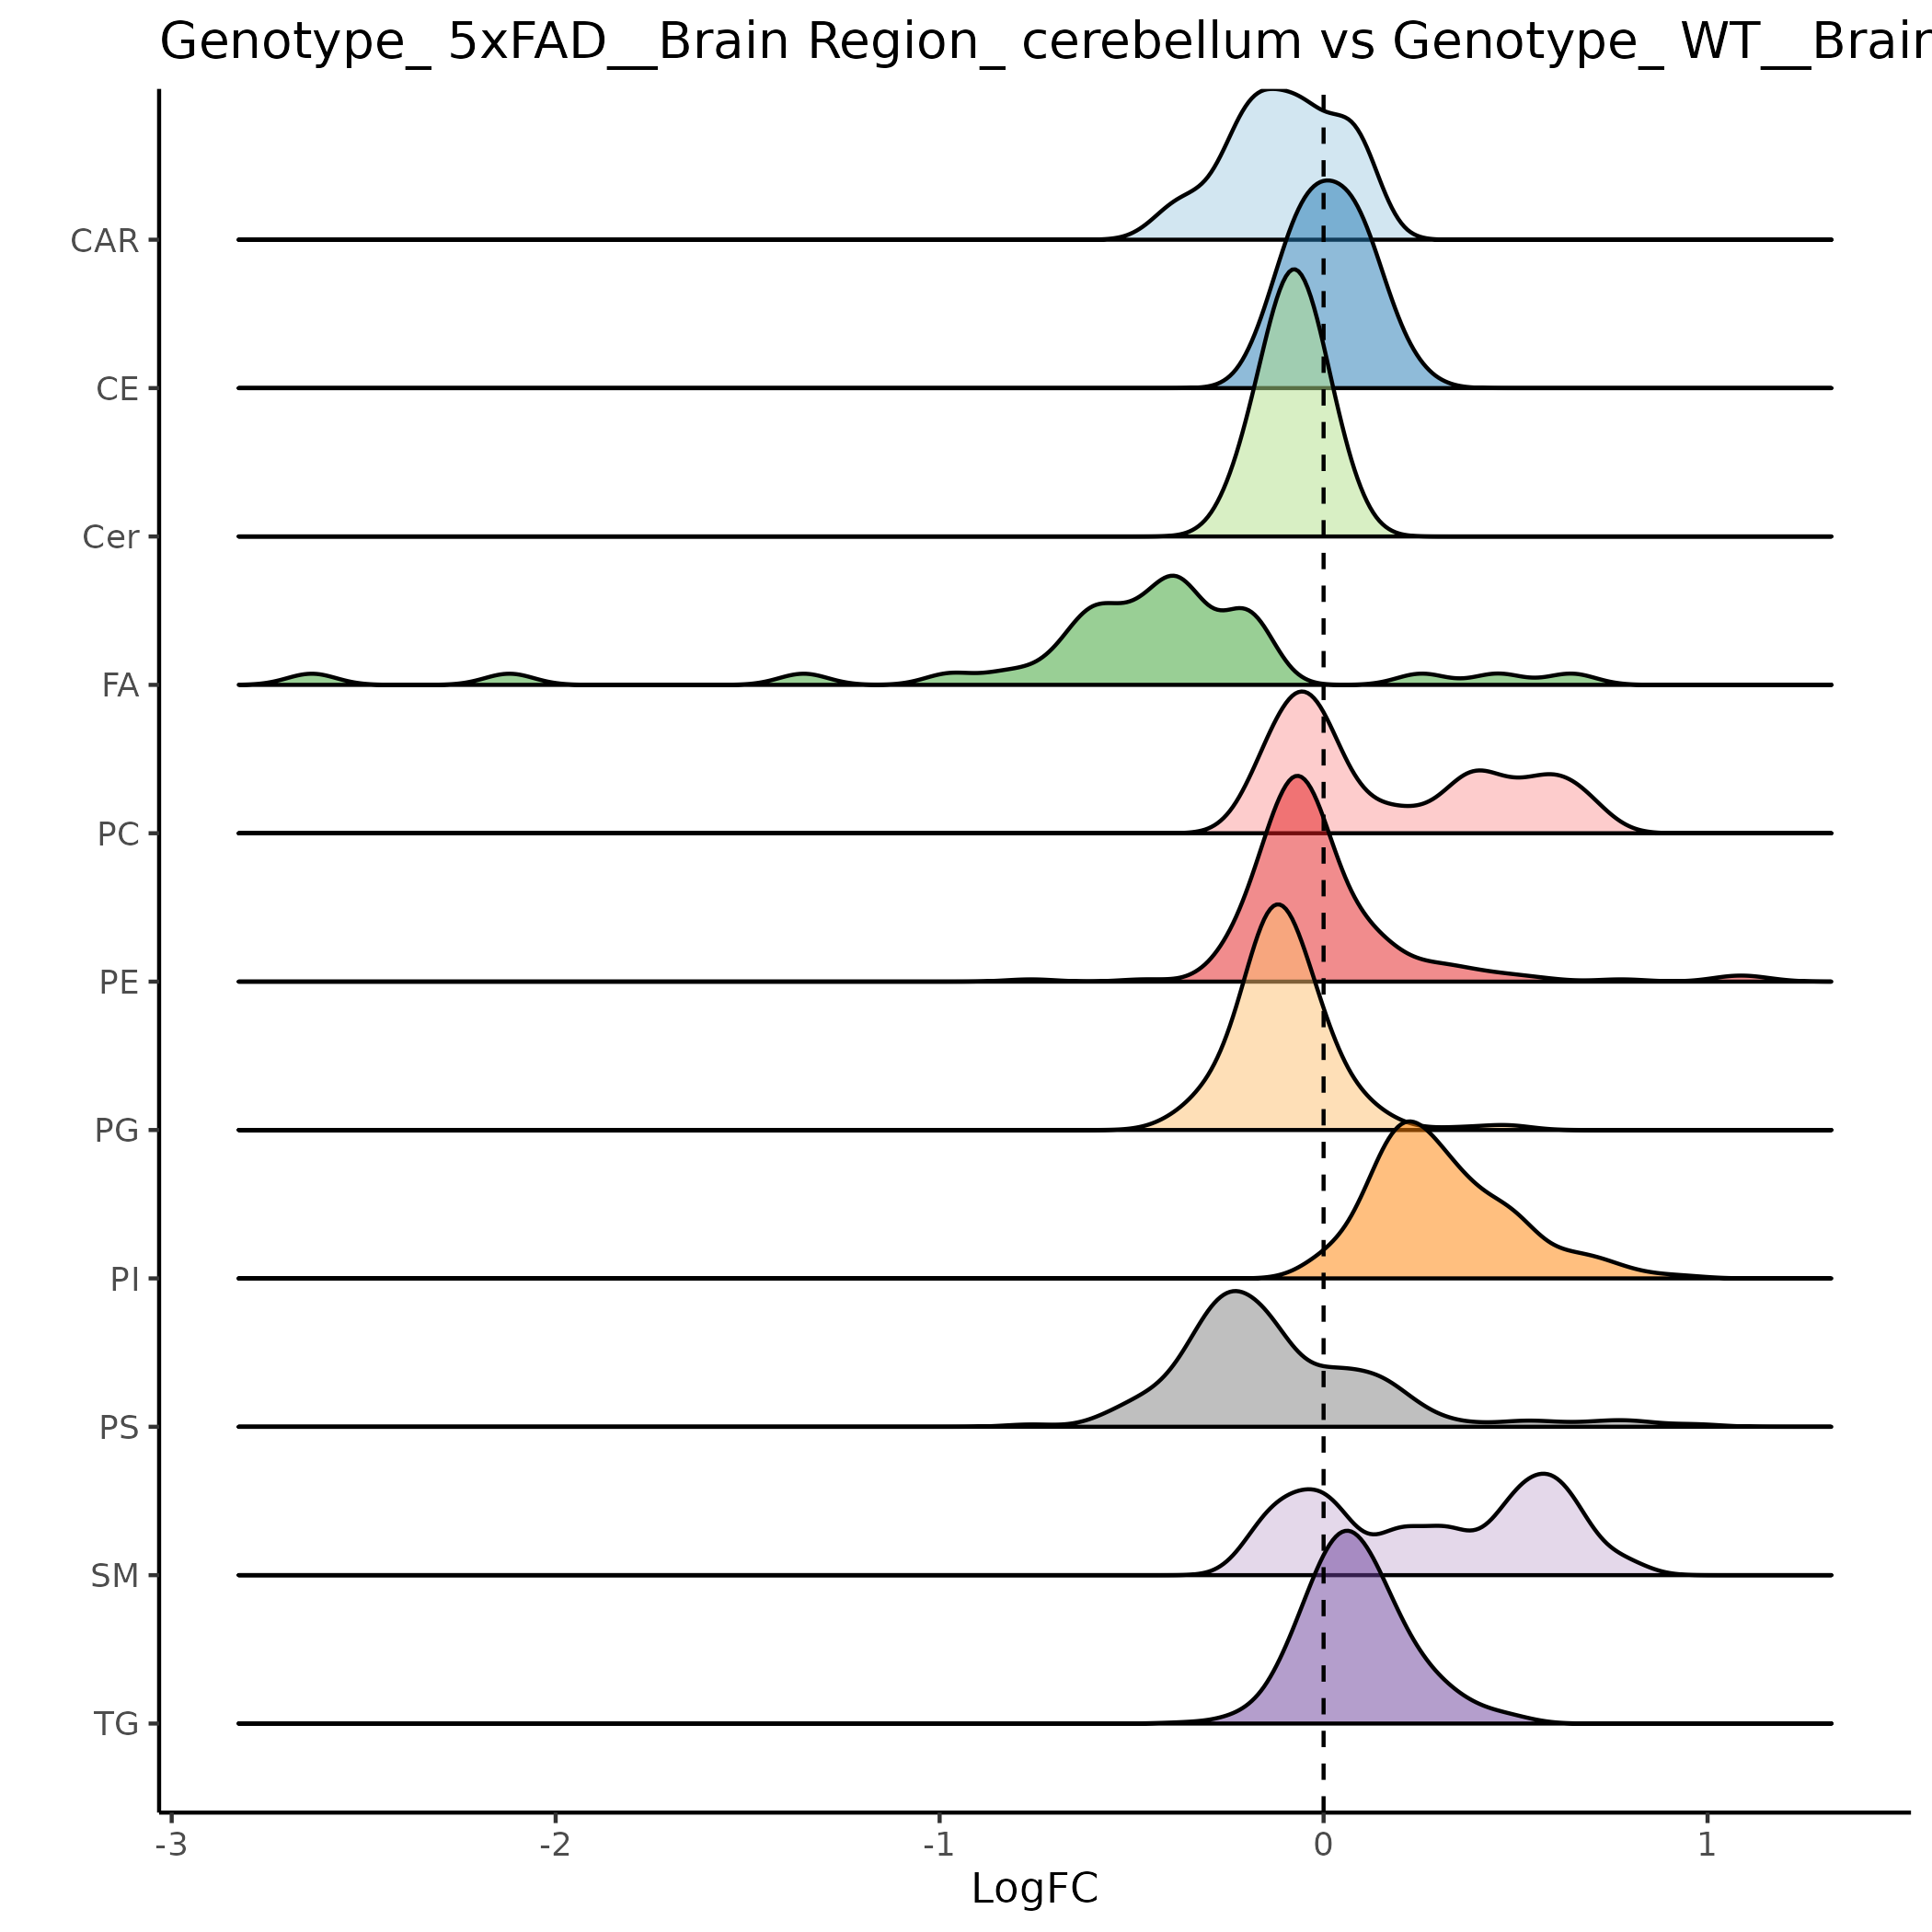 Genotype_ 5xFAD__Brain Region_ cerebellum vs Genotype_ WT__Brain
CAR
CE
Cer
FA
PC
PE
PG
PI
PS
SM
TG
-3 -2 -1 0 1
LogFC